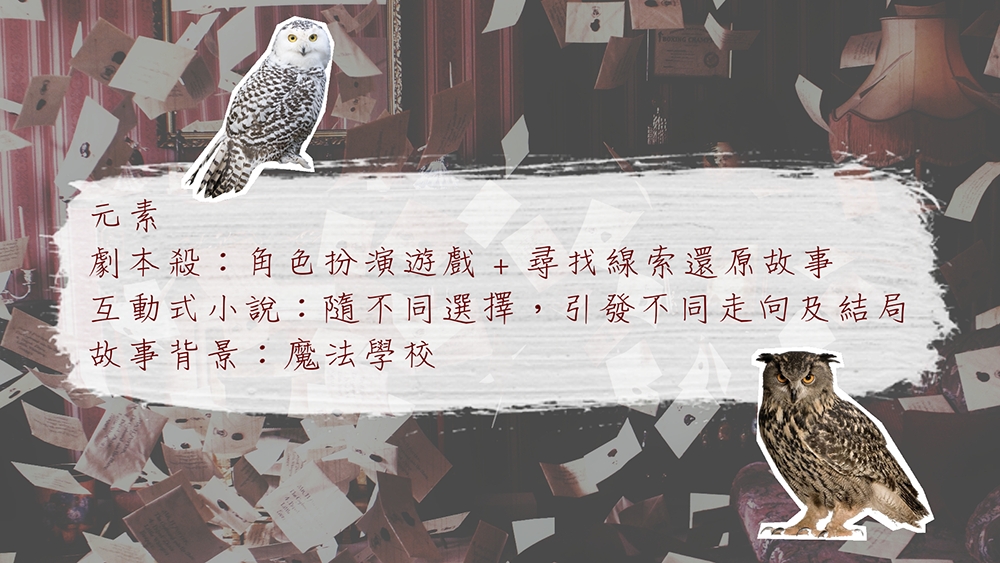 元素
劇本殺：角色扮演遊戲 + 尋找線索還原故事
互動式小說：隨不同選擇，引發不同走向及結局
故事背景：魔法學校